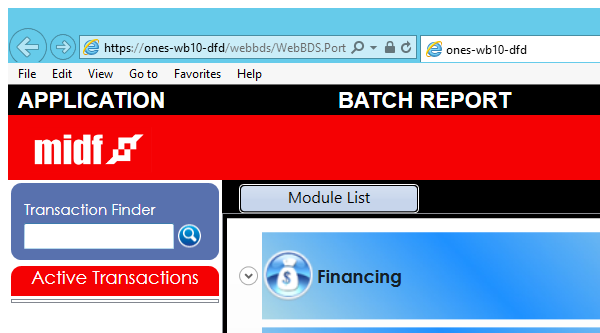 https://ones-wb10-dfd/webbds/WebBDS.Port
ones-wb10-dfd
File Edit View Go to Favorites Help
APPLICATION BATCH REPORT
midf
Transaction Finder
Module List
Active Transactions
$ Financing